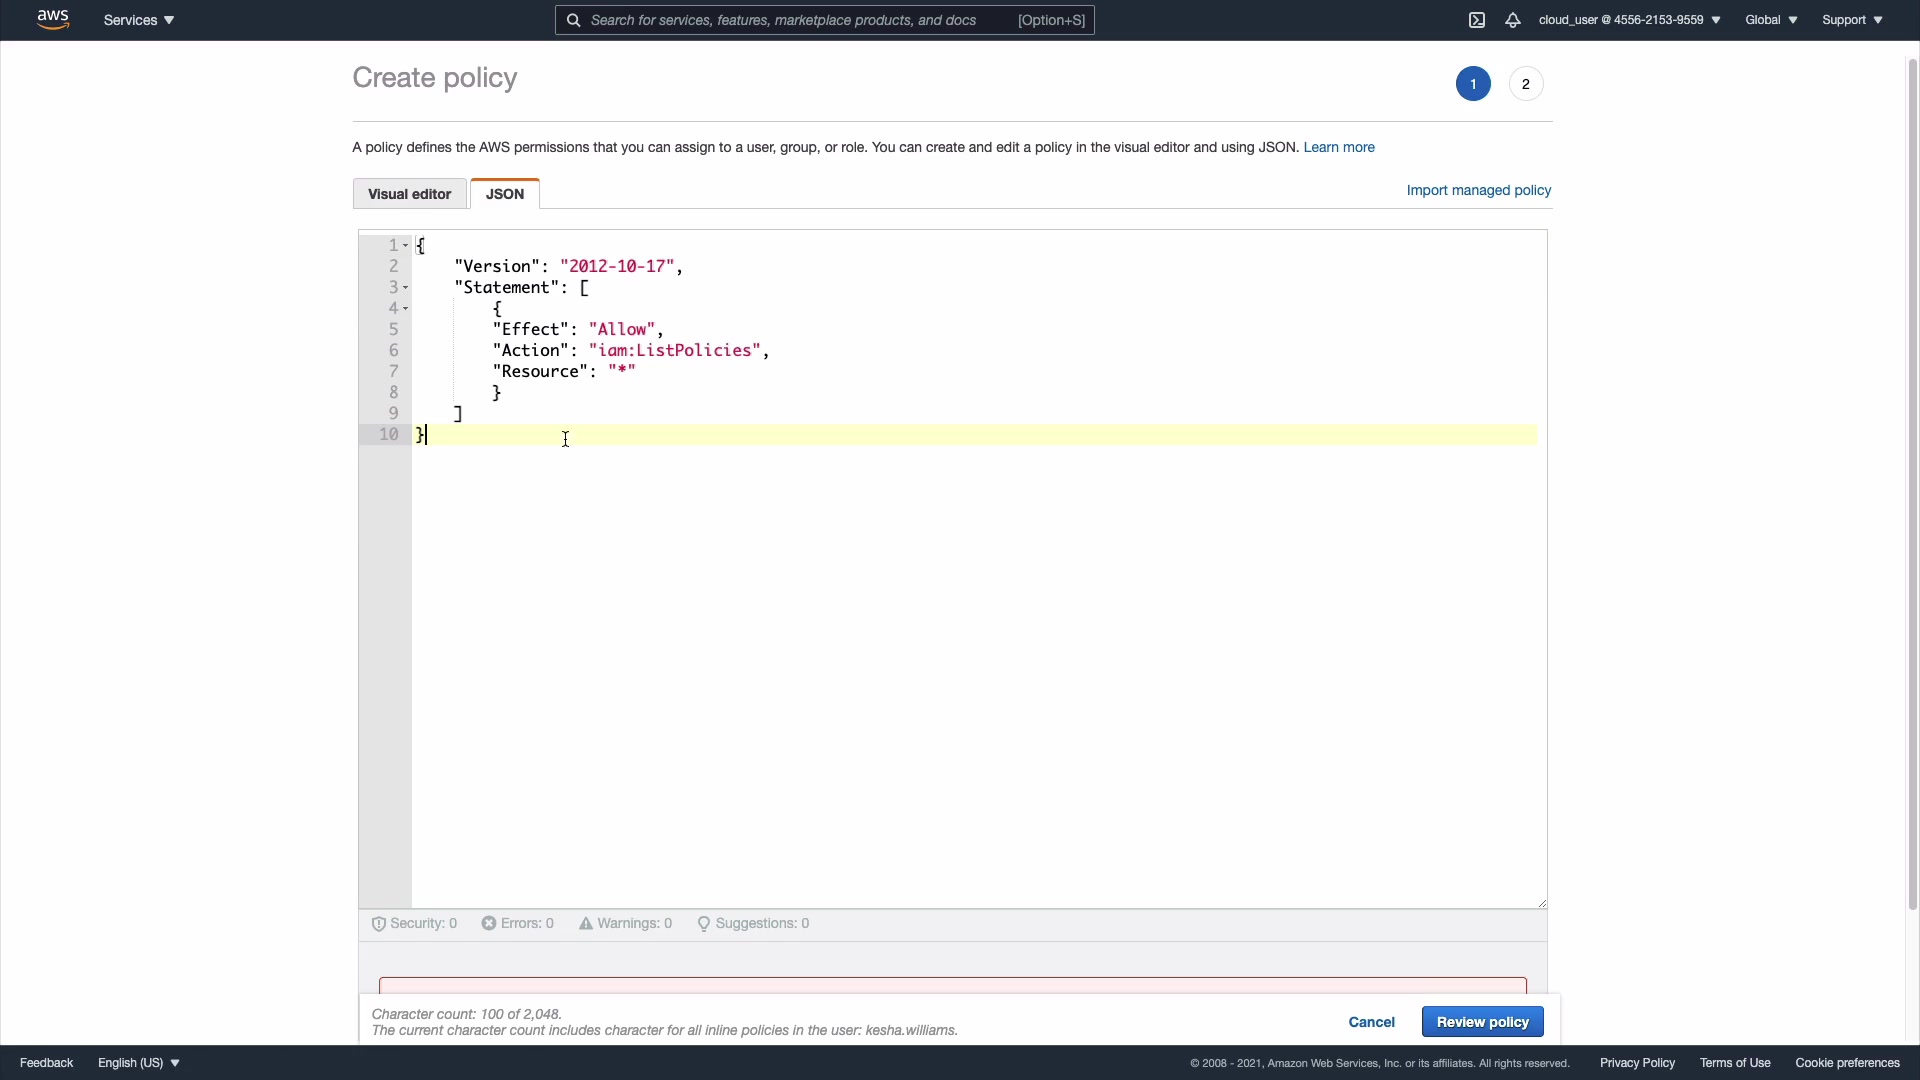 aws Services Search for services, features, marketplace products, and docs [Option+S] cloud_user @ 4556-2153-9559 Global Support
Create policy 1 2
A policy defines the AWS permissions that you can assign to a user, group, or role. You can create and edit a policy in the visual editor and using JSON. Learn more
Visual editor JSON Import managed policy
1 {
2 "Version": "2012-10-17",
3 "Statement": [
4 {
5 "Effect": "Allow",
6 "Action": "iam:ListPolicies",
7 "Resource": "*"
8 }
9 ]
10 }
Security: 0 Errors: 0 Warnings: 0 Suggestions: 0
Character count: 100 of 2,048.
The current character count includes character for all inline policies in the user: kesha.williams.
Cancel Review policy
Feedback English (US) © 2008 - 2021, Amazon Web Services, Inc. or its affiliates. All rights reserved. Privacy Policy Terms of Use Cookie preferences